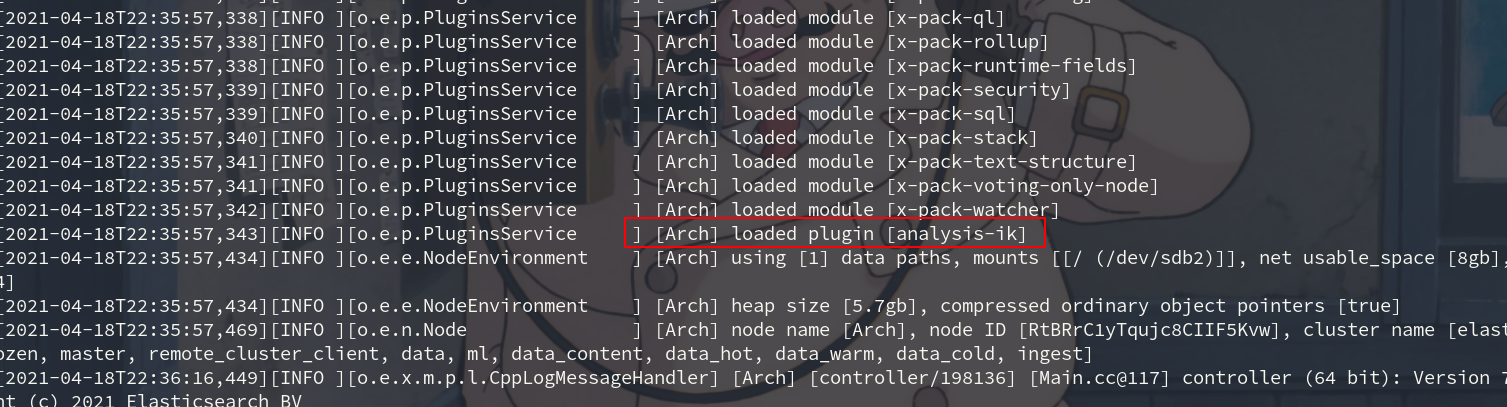 [2021-04-18T22:35:57,338][INFO ][o.e.p.PluginsService     ] [Arch] loaded module [x-pack-ql]
[2021-04-18T22:35:57,338][INFO ][o.e.p.PluginsService     ] [Arch] loaded module [x-pack-rollup]
[2021-04-18T22:35:57,338][INFO ][o.e.p.PluginsService     ] [Arch] loaded module [x-pack-runtime-fields]
[2021-04-18T22:35:57,339][INFO ][o.e.p.PluginsService     ] [Arch] loaded module [x-pack-security]
[2021-04-18T22:35:57,339][INFO ][o.e.p.PluginsService     ] [Arch] loaded module [x-pack-sql]
[2021-04-18T22:35:57,340][INFO ][o.e.p.PluginsService     ] [Arch] loaded module [x-pack-stack]
[2021-04-18T22:35:57,341][INFO ][o.e.p.PluginsService     ] [Arch] loaded module [x-pack-text-structure]
[2021-04-18T22:35:57,341][INFO ][o.e.p.PluginsService     ] [Arch] loaded module [x-pack-voting-only-node]
[2021-04-18T22:35:57,342][INFO ][o.e.p.PluginsService     ] [Arch] loaded module [x-pack-watcher]
[2021-04-18T22:35:57,343][INFO ][o.e.p.PluginsService     ] [Arch] loaded plugin [analysis-ik]
[2021-04-18T22:35:57,434][INFO ][o.e.e.NodeEnvironment    ] [Arch] using [1] data paths, mounts [[/ (/dev/sdb2)]], net usable_space [8gb],
4]
[2021-04-18T22:35:57,434][INFO ][o.e.e.NodeEnvironment    ] [Arch] heap size [5.7gb], compressed ordinary object pointers [true]
[2021-04-18T22:35:57,469][INFO ][o.e.n.Node               ] [Arch] node name [Arch], node ID [RtBRrC1yTqujc8CIIF5Kvw], cluster name [elast
ozen, master, remote_cluster_client, data, ml, data_content, data_hot, data_warm, data_cold, ingest]
[2021-04-18T22:36:16,449][INFO ][o.e.x.m.p.l.CppLogMessageHandler] [Arch] [controller/198136] [Main.cc@117] controller (64 bit): Version 7
nt (c) 2021 Elasticsearch BV